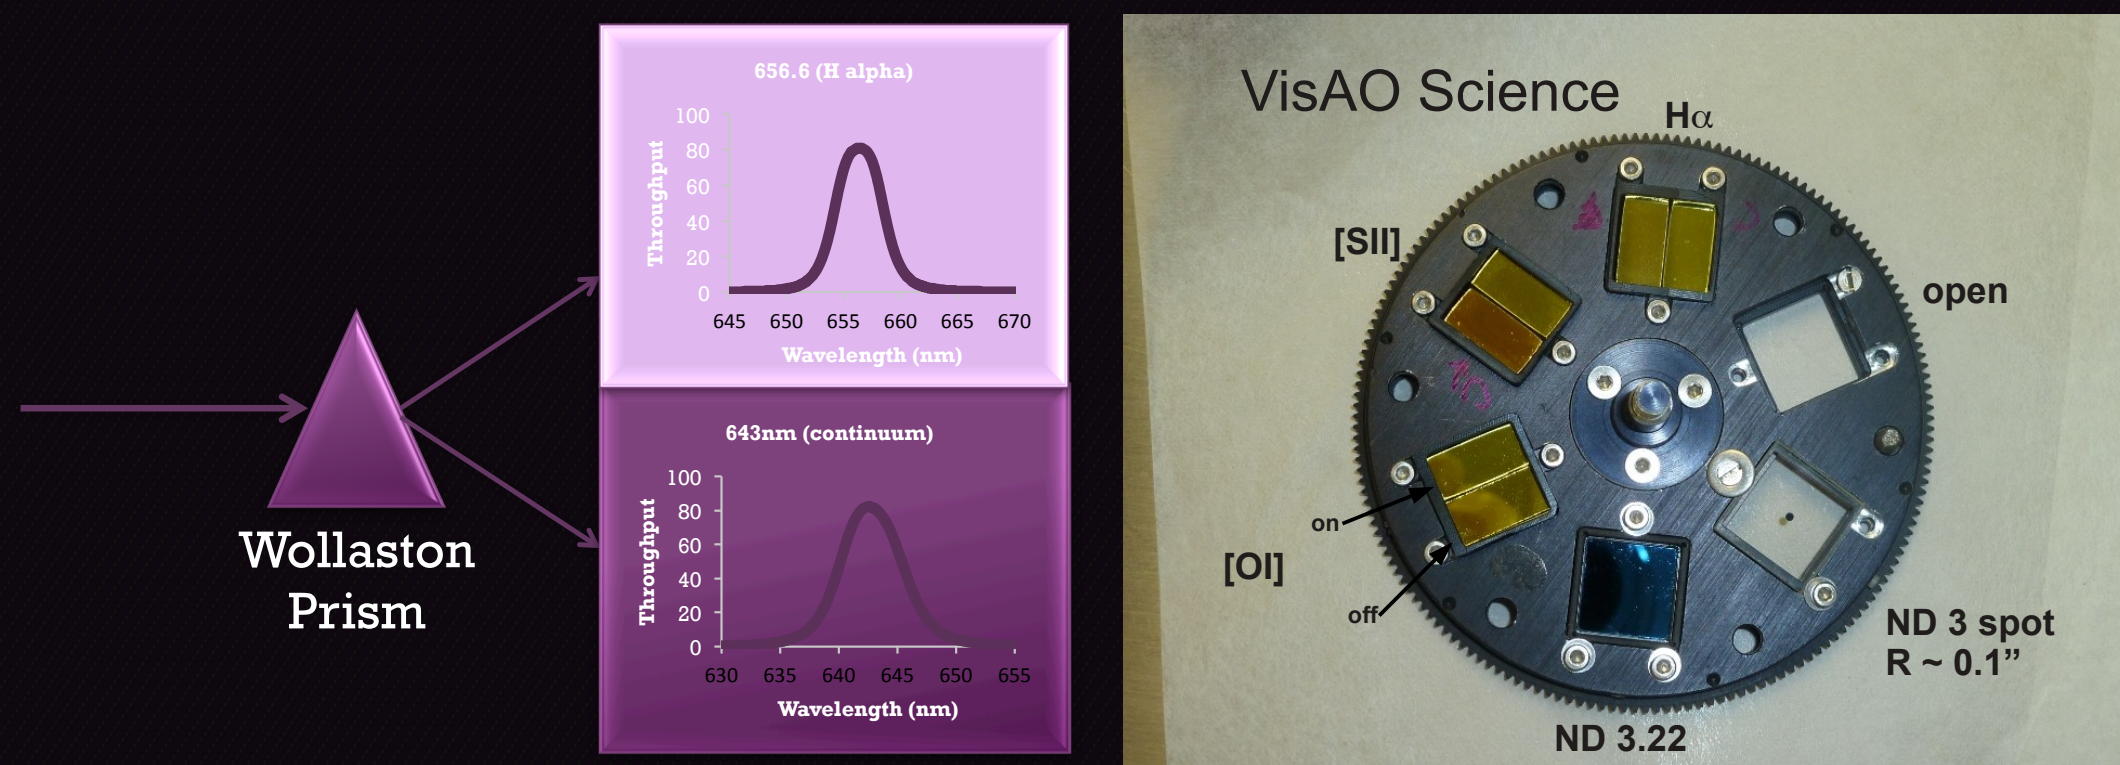 Wollaston
Prism
656.6 (H alpha)
Throughput
100
80
60
40
20
0
645 650 655 660 665 670
Wavelength (nm)
643nm (continuum)
Throughput
100
80
60
40
20
0
630 635 640 645 650 655
Wavelength (nm)
VisAO Science
Hα
[SII]
open
on
[OI]
off
ND 3 spot
R ~ 0.1”
ND 3.22